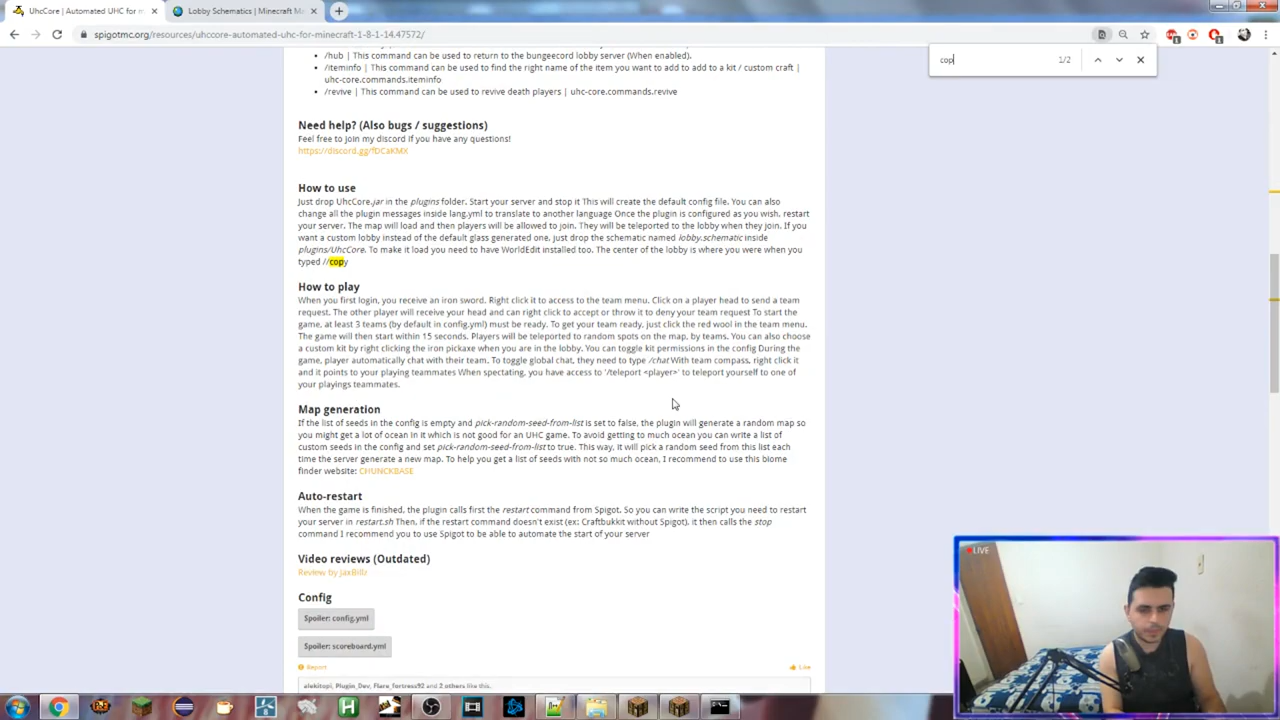 UhcCore | Automated UHC for m
Lobby Schematics | Minecraft Ma
spigotmc.org/resources/uhccore-automated-uhc-for-minecraft-1-8-1-14.47572/
cop 1/2
• /hub | This command can be used to return to the bungeecord lobby server (When enabled).
• /iteminfo | This command can be used to find the right name of the item you want to add to add to a kit / custom craft |
uhc-core.commands.iteminfo
• /revive | This command can be used to revive death players | uhc-core.commands.revive
Need help? (Also bugs / suggestions)
Feel free to join my discord if you have any questions!
https://discord.gg/fDCaKMX
How to use
Just drop UhcCore.jar in the plugins folder. Start your server and stop it This will create the default config file. You can also
change all the plugin messages inside lang.yml to translate to another language Once the plugin is configured as you wish, restart
your server. The map will load and then players will be allowed to join. They will be teleported to the lobby when they join. If you
want a custom lobby instead of the default glass generated one, just drop the schematic named lobby.schematic inside
plugins/UhcCore. To make it load you need to have WorldEdit installed too. The center of the lobby is where you were when you
typed //copy
How to play
When you first login, you receive an iron sword. Right click it to access to the team menu. Click on a player head to send a team
request. The other player will receive your head and can right click to accept or throw it to deny your team request To start the
game, at least 3 teams (by default in config.yml) must be ready. To get your team ready, just click the red wool in the team menu.
The game will then start within 15 seconds. Players will be teleported to random spots on the map, by teams. You can also choose
a custom kit by right clicking the iron pickaxe when you are in the lobby. You can toggle kit permissions in the config During the
game, player automatically chat with their team. To toggle global chat, they need to type /chat With team compass, right click it
and it points to your playing teammates When spectating, you have access to '/teleport <player>' to teleport yourself to one of
your playings teammates.
Map generation
If the list of seeds in the config is empty and pick-random-seed-from-list is set to false, the plugin will generate a random map so
you might get a lot of ocean in it which is not good for an UHC game. To avoid getting to much ocean you can write a list of
custom seeds in the config and set pick-random-seed-from-list to true. This way, it will pick a random seed from this list each
time the server generate a new map. To help you get a list of seeds with not so much ocean, I recommend to use this biome
finder website: CHUNCKBASE
Auto-restart
When the game is finished, the plugin calls first the restart command from Spigot. So you can write the script you need to restart
your server in restart.sh Then, if the restart command doesn't exist (ex: Craftbukkit without Spigot), it then calls the stop
command I recommend you to use Spigot to be able to automate the start of your server
Video reviews (Outdated)
Review by JaxBillz
Config
Spoiler: config.yml
Spoiler: scoreboard.yml
Report Like
alekitopi, Plugin_Dev, Flare_fortress92 and 2 others like this.
LIVE